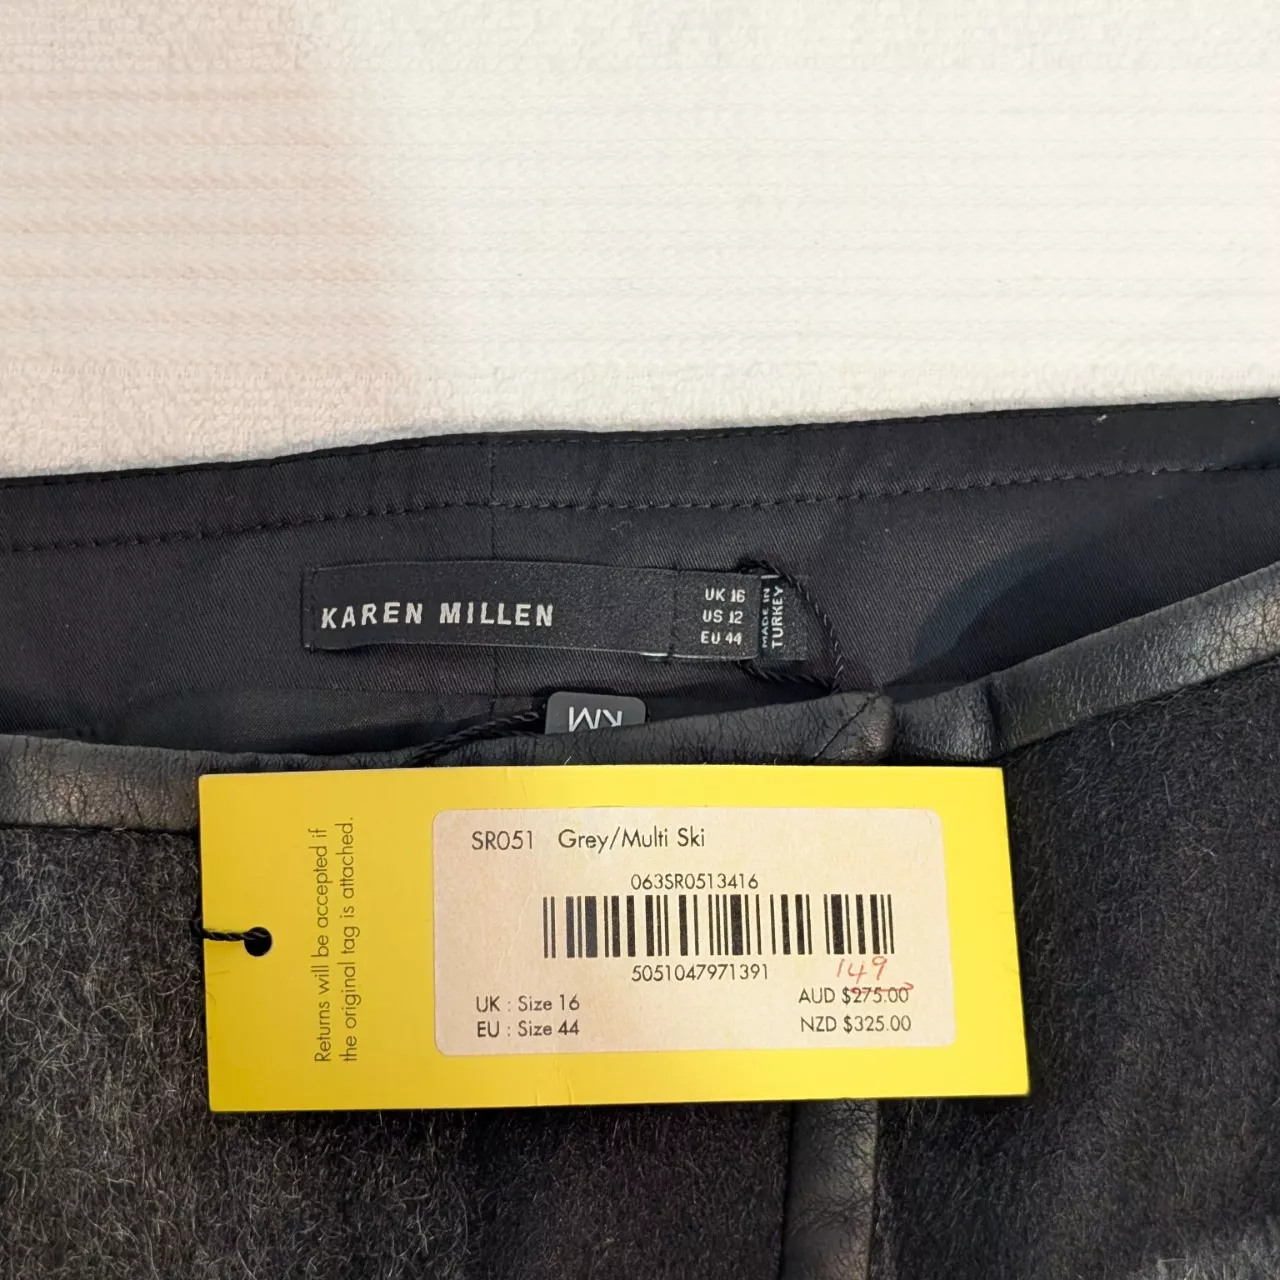 KAREN MILLEN
UK 16
US 12
EU 44
MADE IN
TURKEY
KM
Returns will be accepted if
the original tag is attached.
SR051 Grey/Multi Ski
063SR0513416
5051047971391
149
UK : Size 16
AUD $275.00
EU : Size 44
NZD $325.00